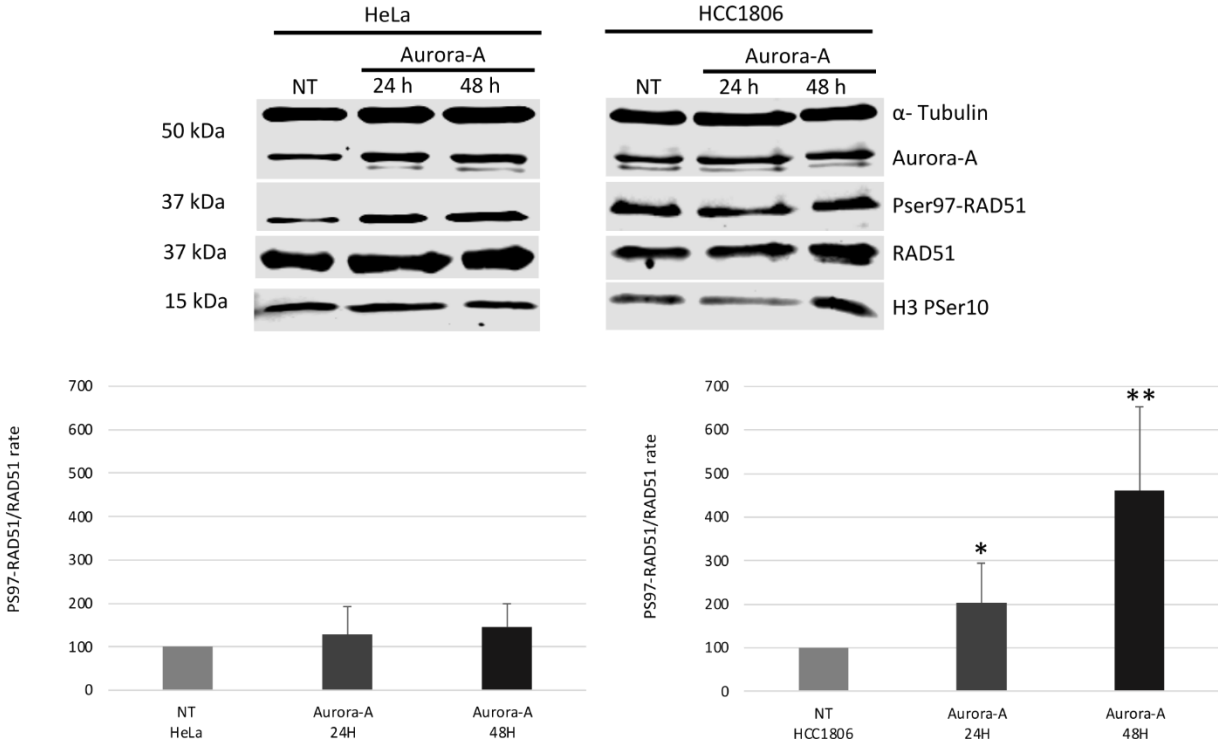 HeLa
HCC1806
Aurora-A
Aurora-A
NT
24 h
48 h
NT
24 h
48 h
50 kDa
α- Tubulin
Aurora-A
37 kDa
Pser97-RAD51
37 kDa
RAD51
15 kDa
H3 PSer10
PS97-RAD51/RAD51 rate
700
600
500
400
300
200
100
0
NT
HeLa
Aurora-A
24H
Aurora-A
48H
PS97-RAD51/RAD51 rate
700
600
500
400
300
200
100
0
*
**
NT
HCC1806
Aurora-A
24H
Aurora-A
48H